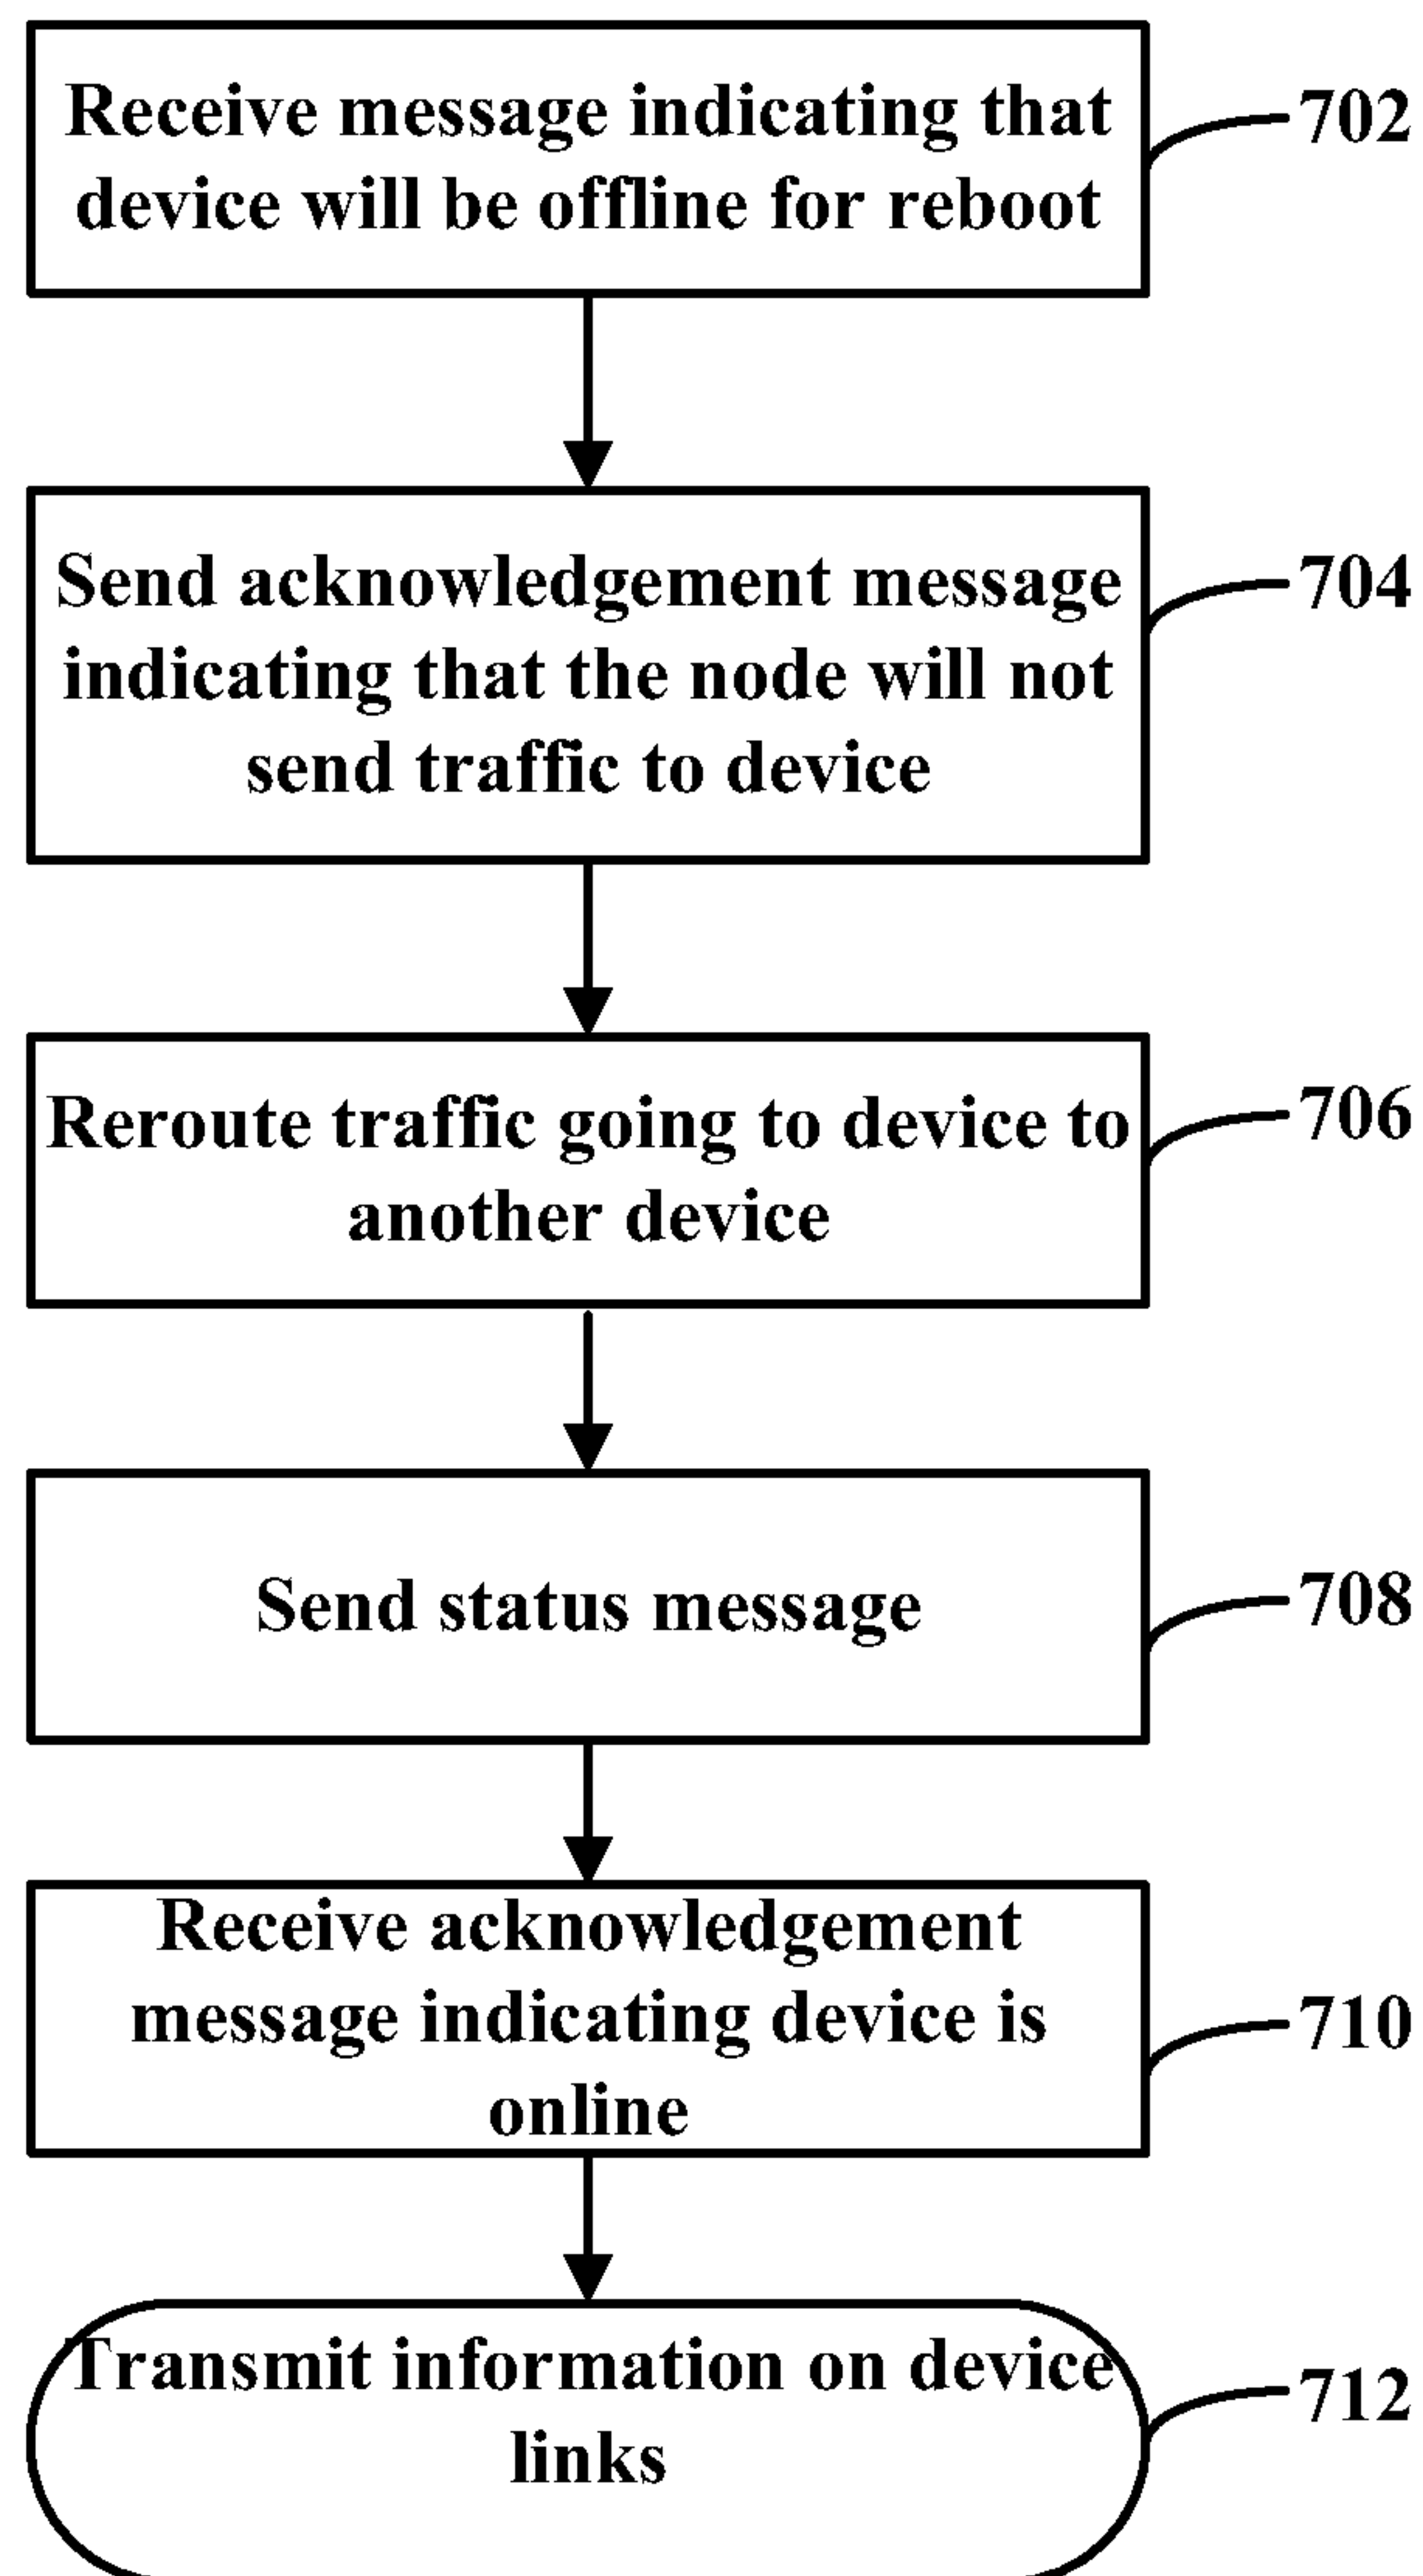 Receive message indicating that
device will be offline for reboot
702
Send acknowledgement message
indicating that the node will not
send traffic to device
704
Reroute traffic going to device to
another device
706
Send status message
708
Receive acknowledgement
message indicating device is
online
710
Transmit information on device
links
712